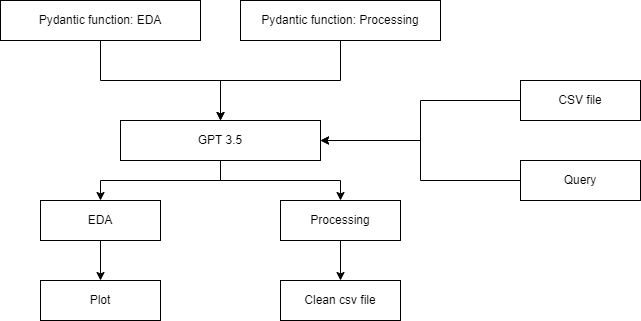 Pydantic function: EDA
Pydantic function: Processing
CSV file
GPT 3.5
Query
EDA
Processing
Plot
Clean csv file